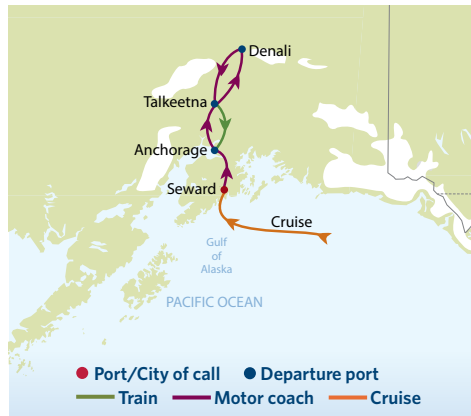 Denali
Talkeetna
Anchorage
Seward
Cruise
Gulf
of
Alaska
PACIFIC OCEAN
Port/City of call
Departure port
Train
Motor coach
Cruise